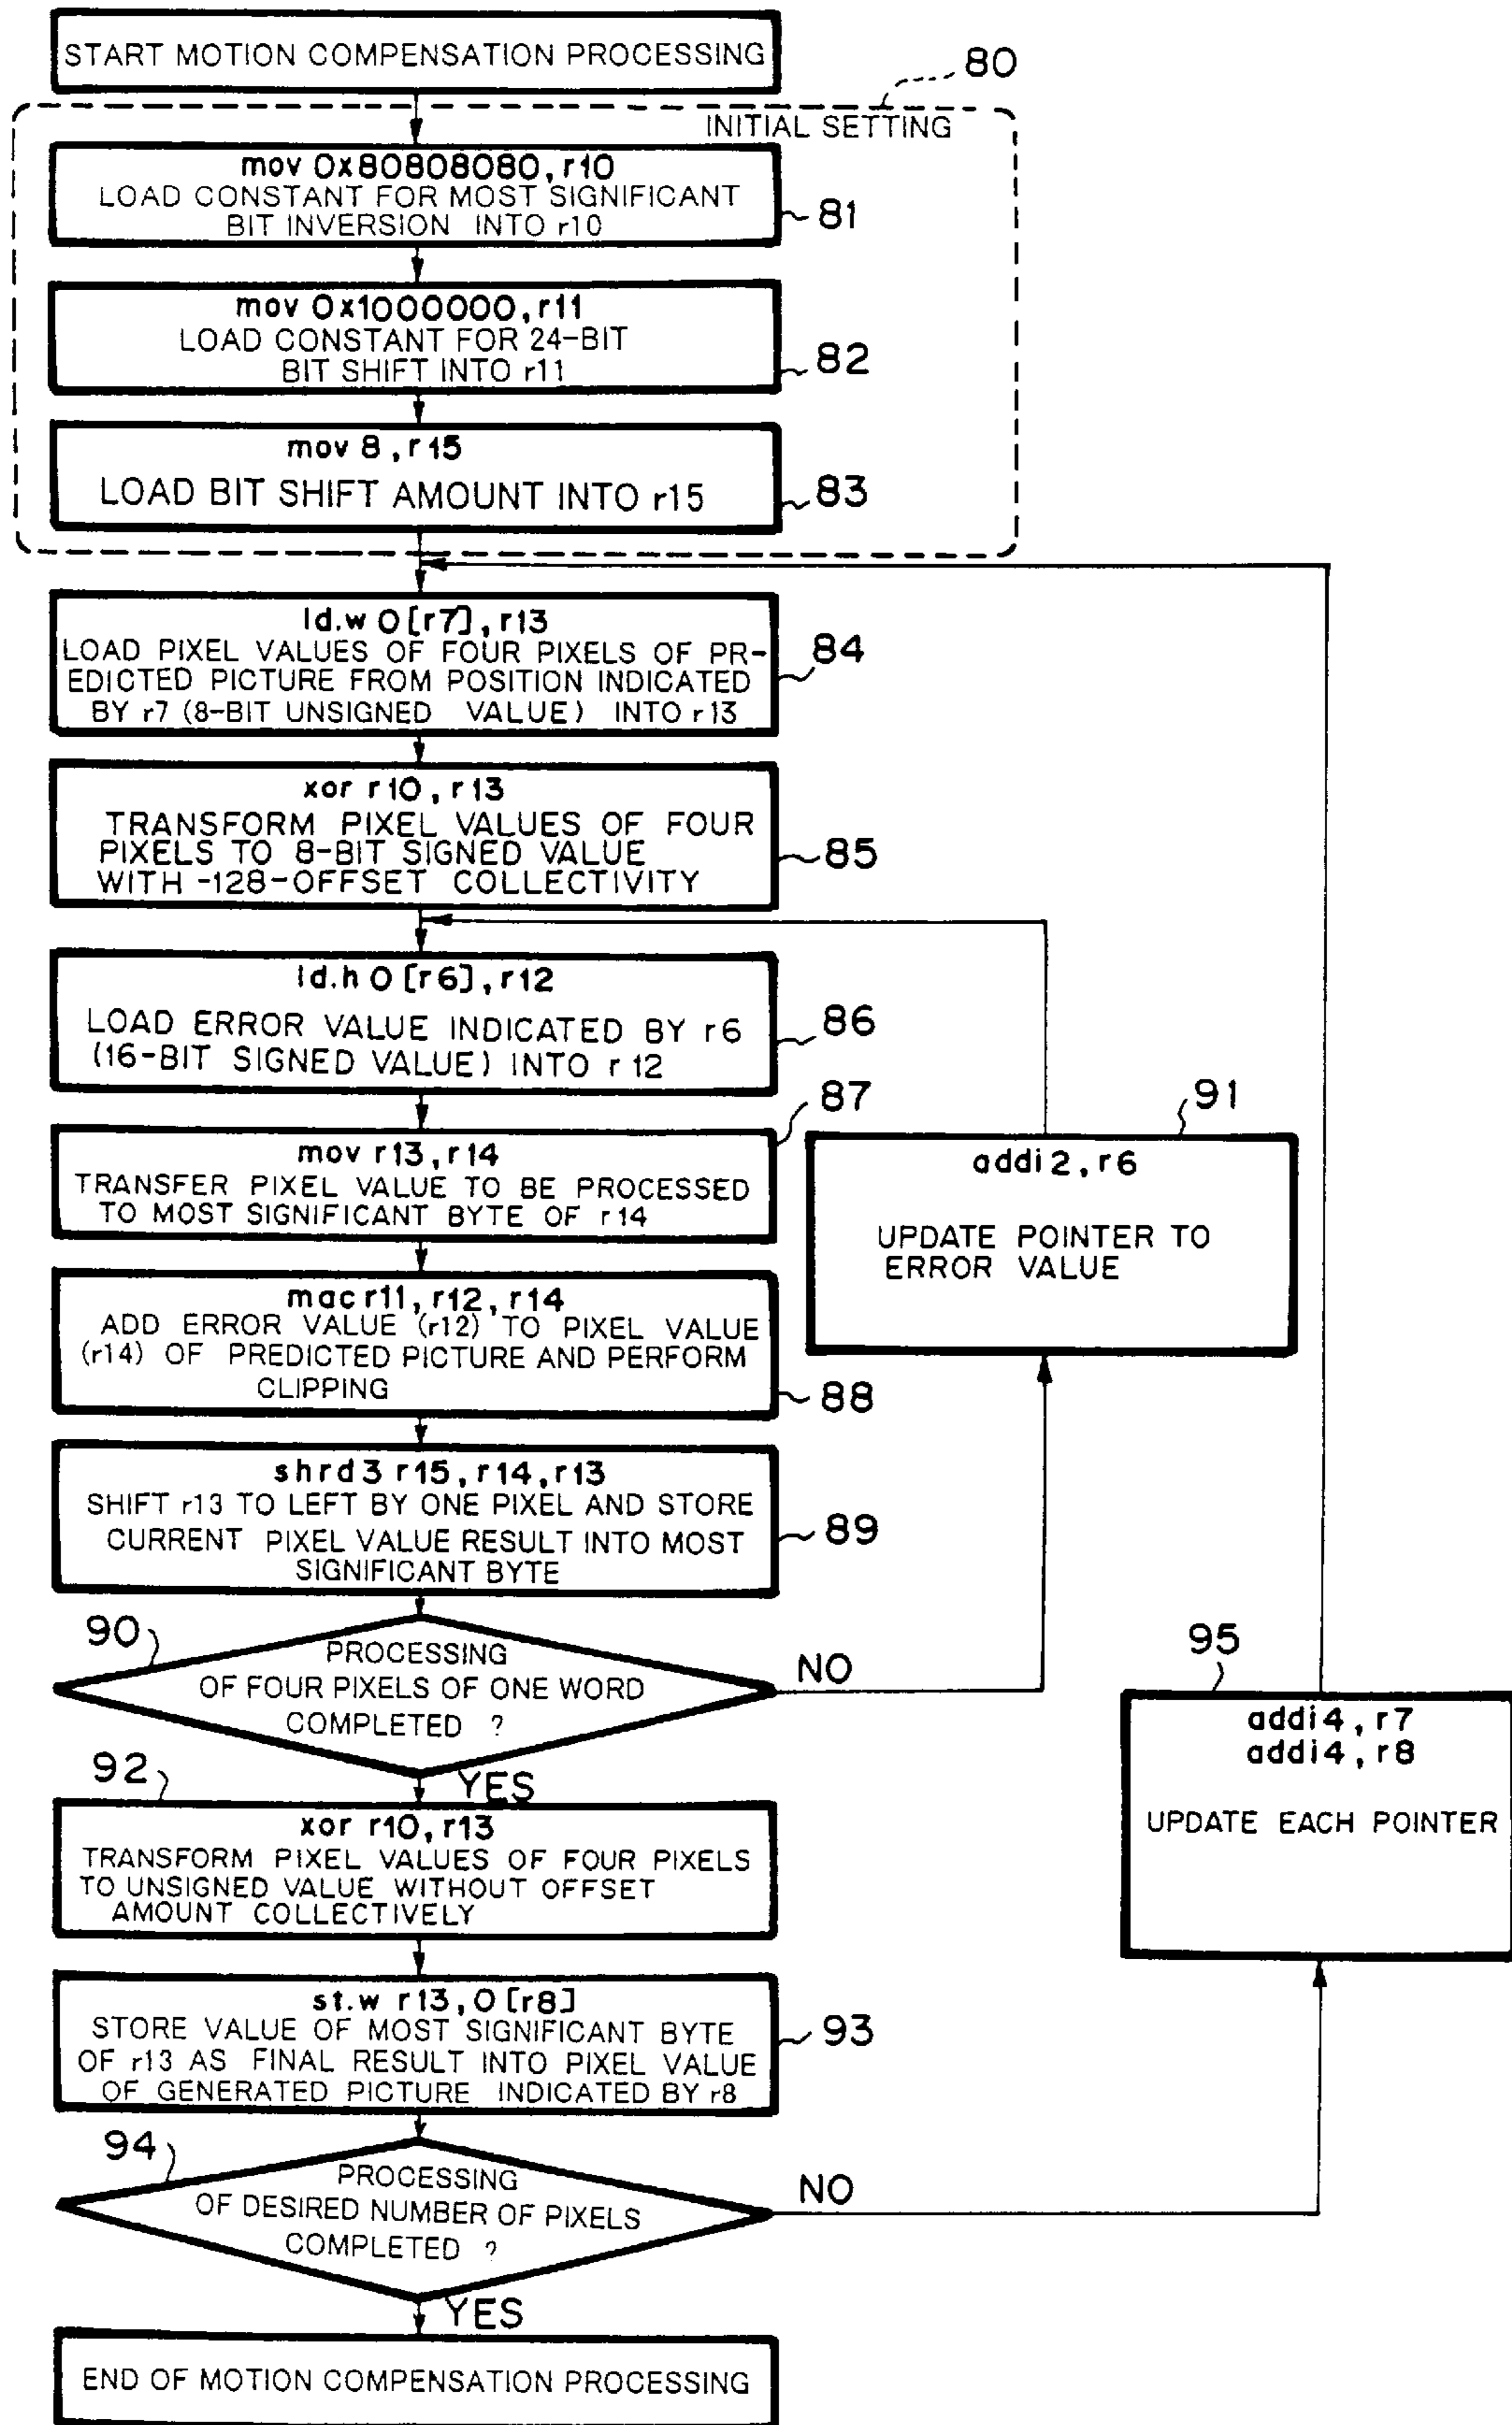 START MOTION COMPENSATION PROCESSING
80
INITIAL SETTING
mov 0x80808080, r10
LOAD CONSTANT FOR MOST SIGNIFICANT
BIT INVERSION INTO r10
81
mov 0x1000000, r11
LOAD CONSTANT FOR 24-BIT
BIT SHIFT INTO r11
82
mov 8, r15
LOAD BIT SHIFT AMOUNT INTO r15
83
ld.w 0[r7], r13
LOAD PIXEL VALUES OF FOUR PIXELS OF PR-
EDICTED PICTURE FROM POSITION INDICATED
BY r7 (8-BIT UNSIGNED VALUE) INTO r13
84
xor r10, r13
TRANSFORM PIXEL VALUES OF FOUR
PIXELS TO 8-BIT SIGNED VALUE
WITH -128-OFFSET COLLECTIVITY
85
ld.h 0[r6], r12
LOAD ERROR VALUE INDICATED BY r6
(16-BIT SIGNED VALUE) INTO r12
86
87
mov r13, r14
TRANSFER PIXEL VALUE TO BE PROCESSED
TO MOST SIGNIFICANT BYTE OF r14
91
addi 2, r6
UPDATE POINTER TO
ERROR VALUE
mac r11, r12, r14
ADD ERROR VALUE (r12) TO PIXEL VALUE
(r14) OF PREDICTED PICTURE AND PERFORM
CLIPPING
88
shrd3 r15, r14, r13
SHIFT r13 TO LEFT BY ONE PIXEL AND STORE
CURRENT PIXEL VALUE RESULT INTO MOST
SIGNIFICANT BYTE
89
90
PROCESSING
OF FOUR PIXELS OF ONE WORD
COMPLETED ?
NO
YES
95
addi 4, r7
addi 4, r8
UPDATE EACH POINTER
92
xor r10, r13
TRANSFORM PIXEL VALUES OF FOUR PIXELS
TO UNSIGNED VALUE WITHOUT OFFSET
AMOUNT COLLECTIVELY
st.w r13, 0[r8]
STORE VALUE OF MOST SIGNIFICANT BYTE
OF r13 AS FINAL RESULT INTO PIXEL VALUE
OF GENERATED PICTURE INDICATED BY r8
93
94
PROCESSING
OF DESIRED NUMBER OF PIXELS
COMPLETED ?
NO
YES
END OF MOTION COMPENSATION PROCESSING